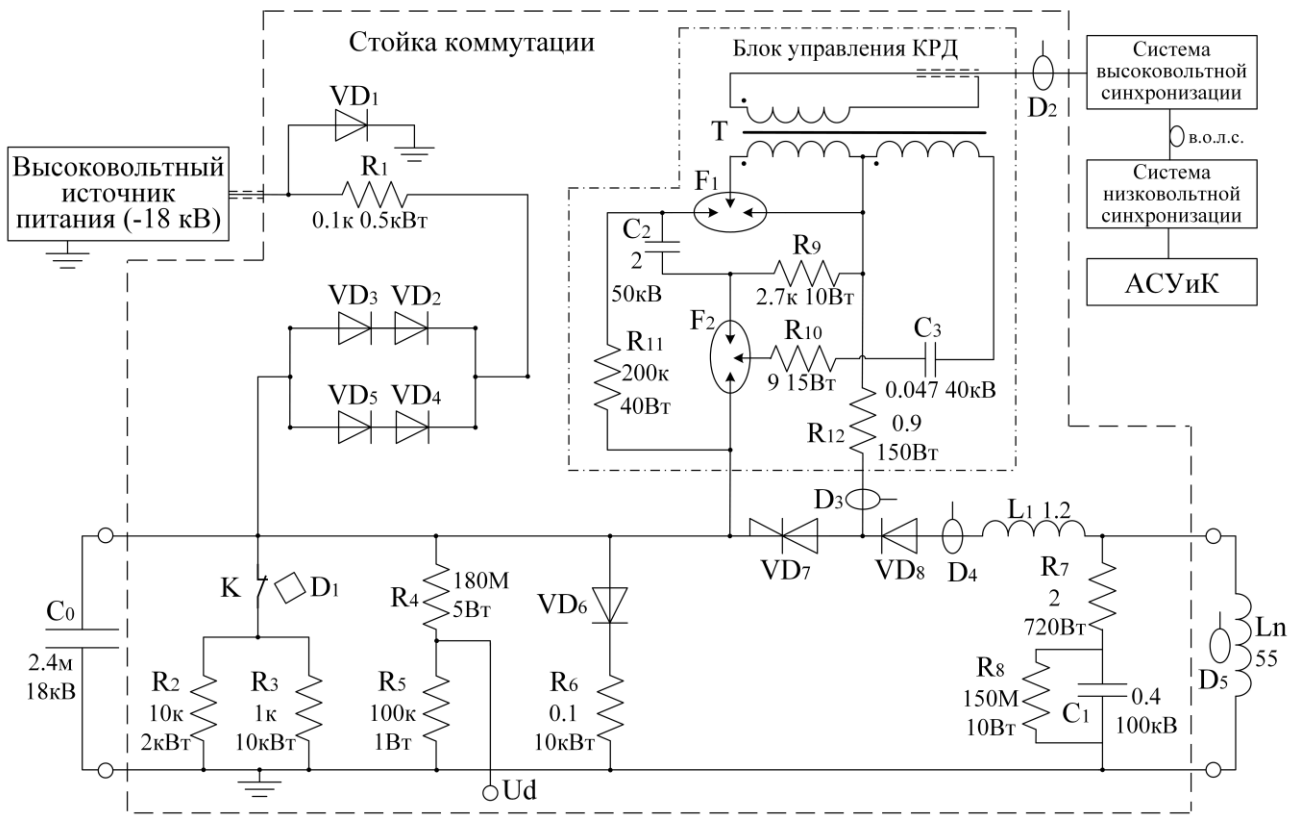 Стойка коммутации
Блок управления КРД
Система
высоковольтной
синхронизации
D2
в.о.л.с.
Система
низковольтной
синхронизации
АСУиК
VD1
Высоковольтный
источник
питания (-18 кВ)
R1
0.1к 0.5кВт
T
F1
C2
2
50кВ
R9
2.7к 10Вт
F2
R10
9 15Вт
C3
0.047 40кВ
R11
200к
40Вт
R12
0.9
150Вт
VD3
VD2
VD5
VD4
D3
VD7
VD8
D4
L1 1.2
C0
2.4м
18кВ
K
D1
R2
10к
2кВт
R3
1к
10кВт
R4
180М
5Вт
R5
100к
1Вт
Ud
VD6
R6
0.1
10кВт
R7
2
720Вт
R8
150М
10Вт
C1
0.4
100кВ
D5
Ln
55